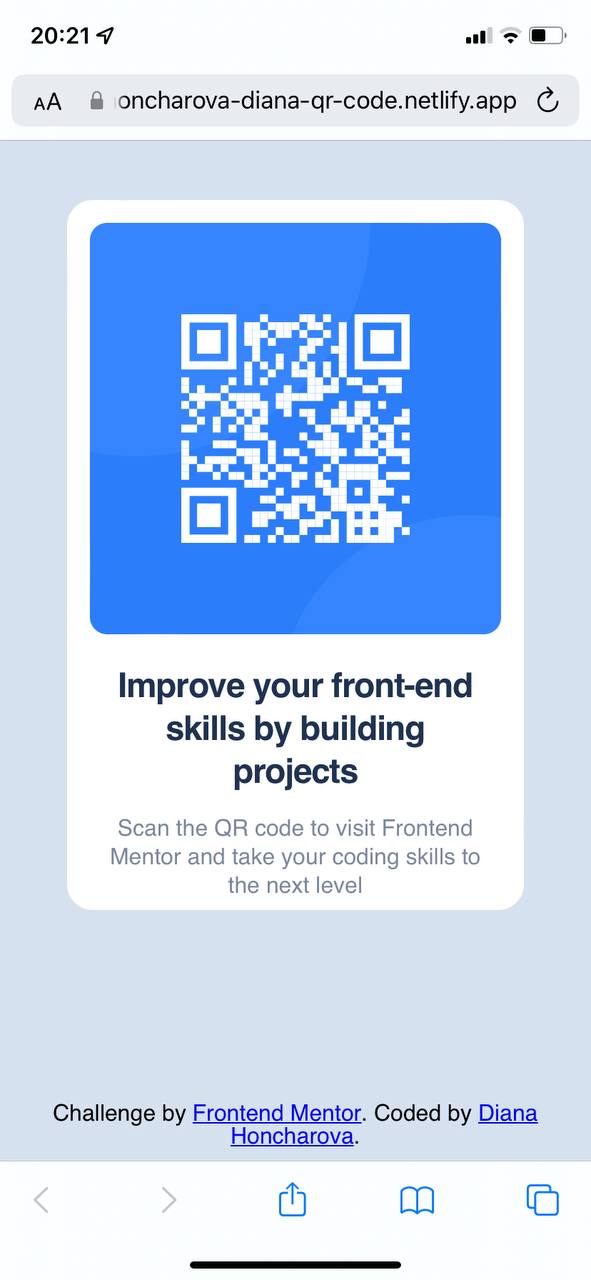 20:21
AA oncharova-diana-qr-code.netlify.app
Improve your front-end
skills by building
projects
Scan the QR code to visit Frontend
Mentor and take your coding skills to
the next level
Challenge by Frontend Mentor. Coded by Diana
Honcharova.